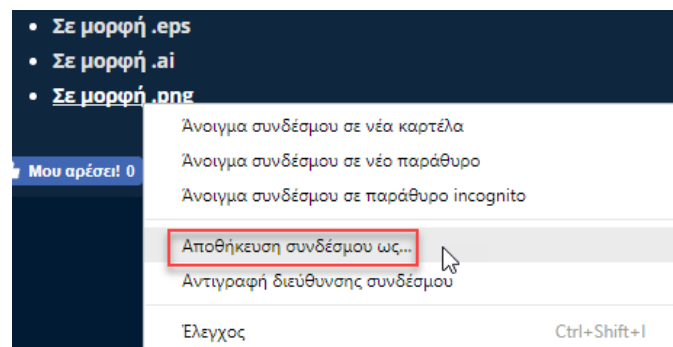 • Σε μορφή .eps
• Σε μορφή .ai
• Σε μορφή .png
Άνοιγμα συνδέσμου σε νέα καρτέλα
Άνοιγμα συνδέσμου σε νέο παράθυρο
Μου αρέσει! 0
Άνοιγμα συνδέσμου σε παράθυρο incognito
Αποθήκευση συνδέσμου ως...
Αντιγραφή διεύθυνσης συνδέσμου
Έλεγχος Ctrl+Shift+I